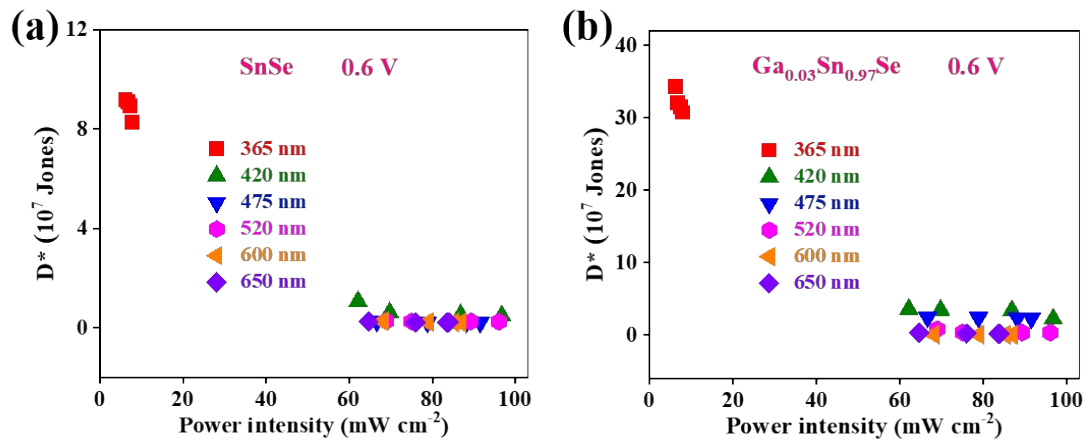 (a)
SnSe 0.6 V
365 nm
420 nm
475 nm
520 nm
600 nm
650 nm
12
8
4
0
D* (10⁷ Jones)
0 20 40 60 80 100
Power intensity (mW cm⁻²)
(b)
Ga₀.₀₃Sn₀.₉₇Se 0.6 V
365 nm
420 nm
475 nm
520 nm
600 nm
650 nm
40
30
20
10
0
D* (10⁷ Jones)
0 20 40 60 80 100
Power intensity (mW cm⁻²)